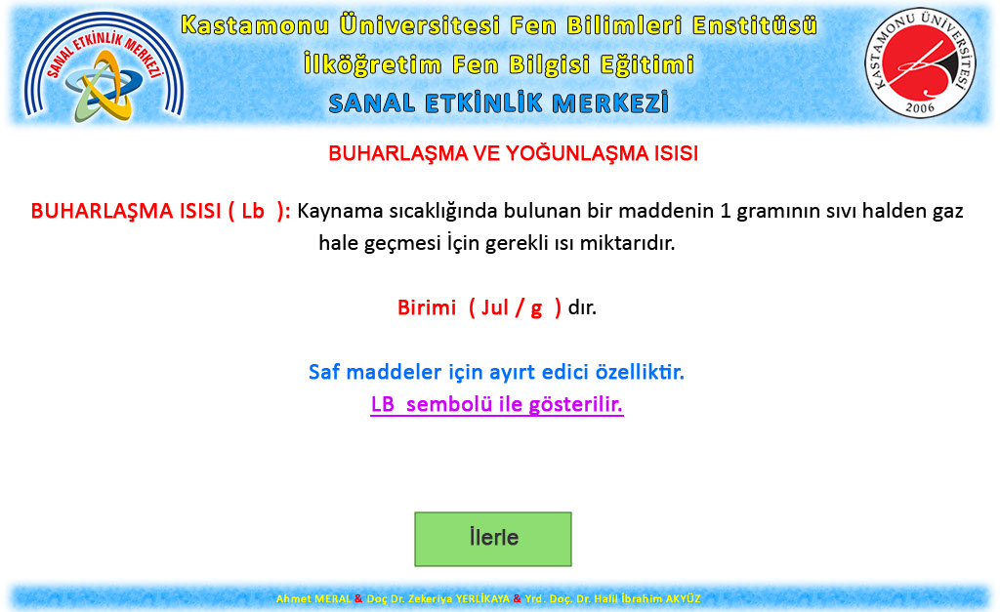 Kastamonu Üniversitesi Fen Bilimleri Enstitüsü
İlköğretim Fen Bilgisi Eğitimi
SANAL ETKİNLİK MERKEZİ
SANAL ETKİNLİK MERKEZİ
KASTAMONU ÜNİVERSİTESİ
2006
BUHARLAŞMA VE YOĞUNLAŞMA ISISI
BUHARLAŞMA ISISI ( Lb  ): Kaynama sıcaklığında bulunan bir maddenin 1 gramının sıvı halden gaz
hale geçmesi İçin gerekli ısı miktarıdır.
Birimi  ( Jul / g  ) dır.
Saf maddeler için ayırt edici özelliktir.
LB  sembolü ile gösterilir.
İlerle
Ahmet MERAL & Doç Dr. Zekeriya YERLİKAYA & Yrd. Doç. Dr. Halil İbrahim AKYÜZ